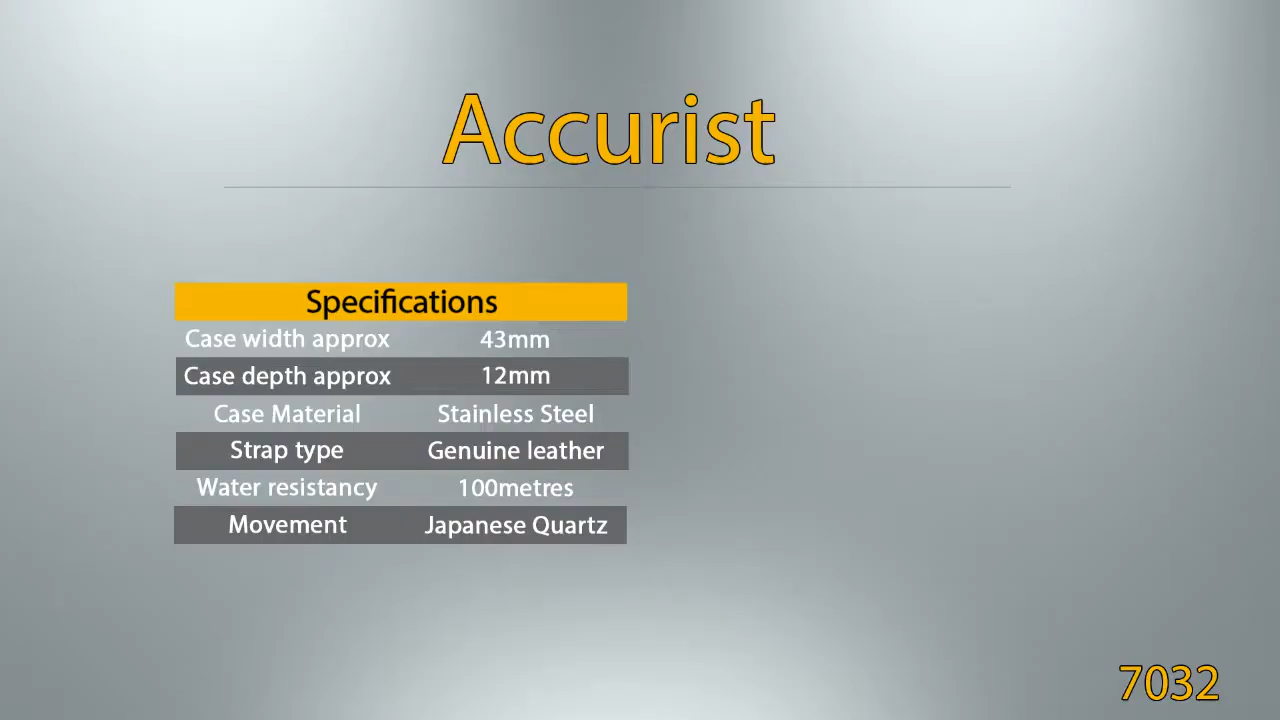 Accurist
Specifications
Case width approx 43mm
Case depth approx 12mm
Case Material Stainless Steel
Strap type Genuine leather
Water resistancy 100metres
Movement Japanese Quartz
7032